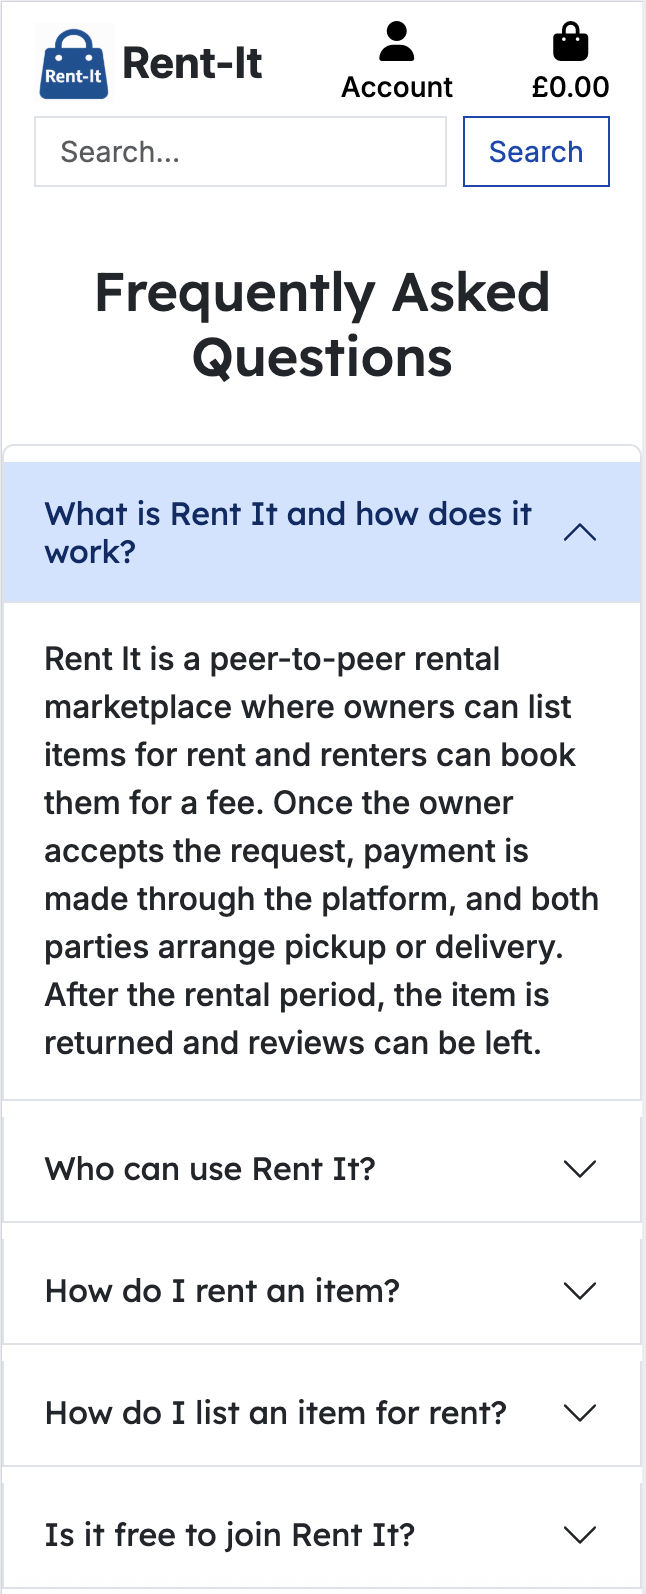 Rent-It
Rent-It
Account
£0.00
Search...
Search
Frequently Asked
Questions
What is Rent It and how does it
work?
Rent It is a peer-to-peer rental
marketplace where owners can list
items for rent and renters can book
them for a fee. Once the owner
accepts the request, payment is
made through the platform, and both
parties arrange pickup or delivery.
After the rental period, the item is
returned and reviews can be left.
Who can use Rent It?
How do I rent an item?
How do I list an item for rent?
Is it free to join Rent It?